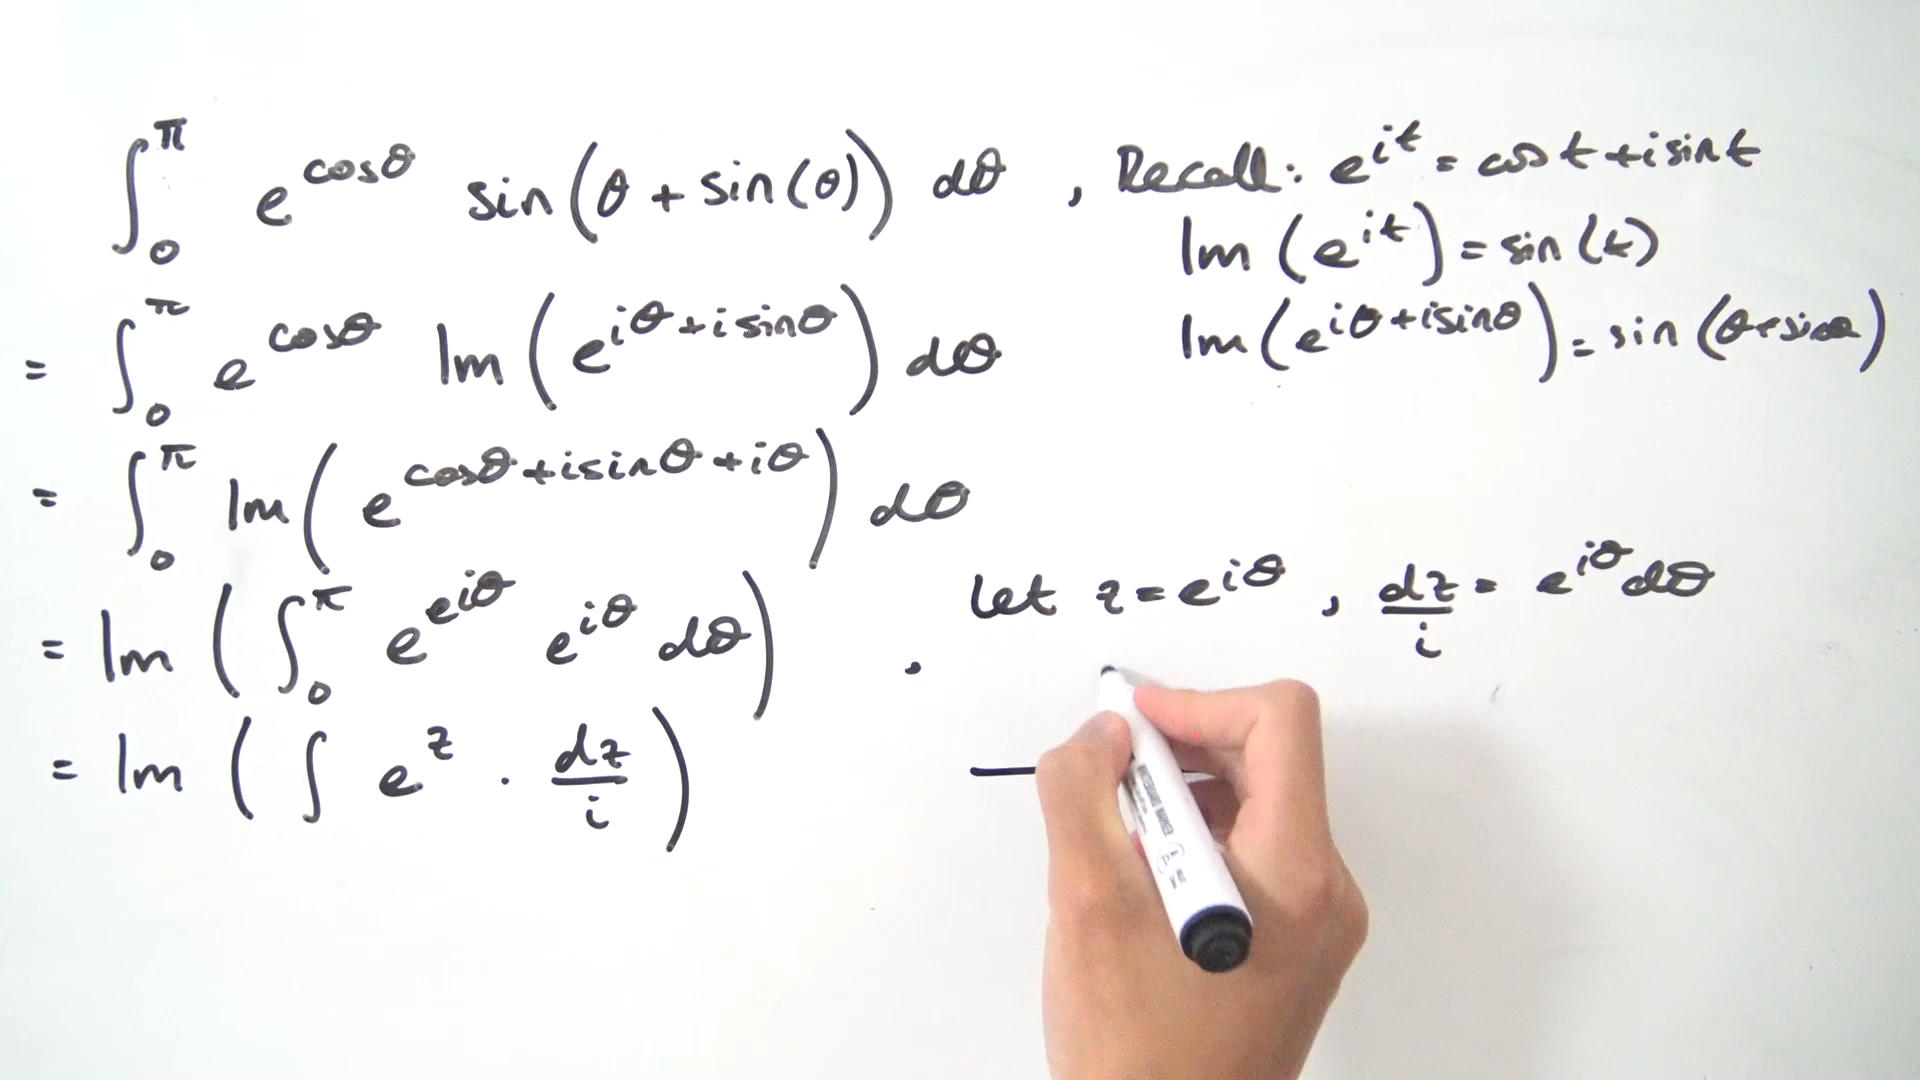 ∫₀^π e^{cosθ} sin(θ + sin(θ)) dθ , Recall: e^{it} = cos t + i sin t
Im(e^{it}) = sin(t)
= ∫₀^π e^{cosθ} Im(e^{iθ + i sinθ}) dθ
Im(e^{iθ + i sinθ}) = sin(θ + sinθ)
= ∫₀^π Im(e^{cosθ + i sinθ + iθ}) dθ
= Im(∫₀^π e^{e^{iθ}} e^{iθ} dθ) , Let z = e^{iθ} , dz/i = e^{iθ} dθ
= Im(∫ e^z · dz/i)